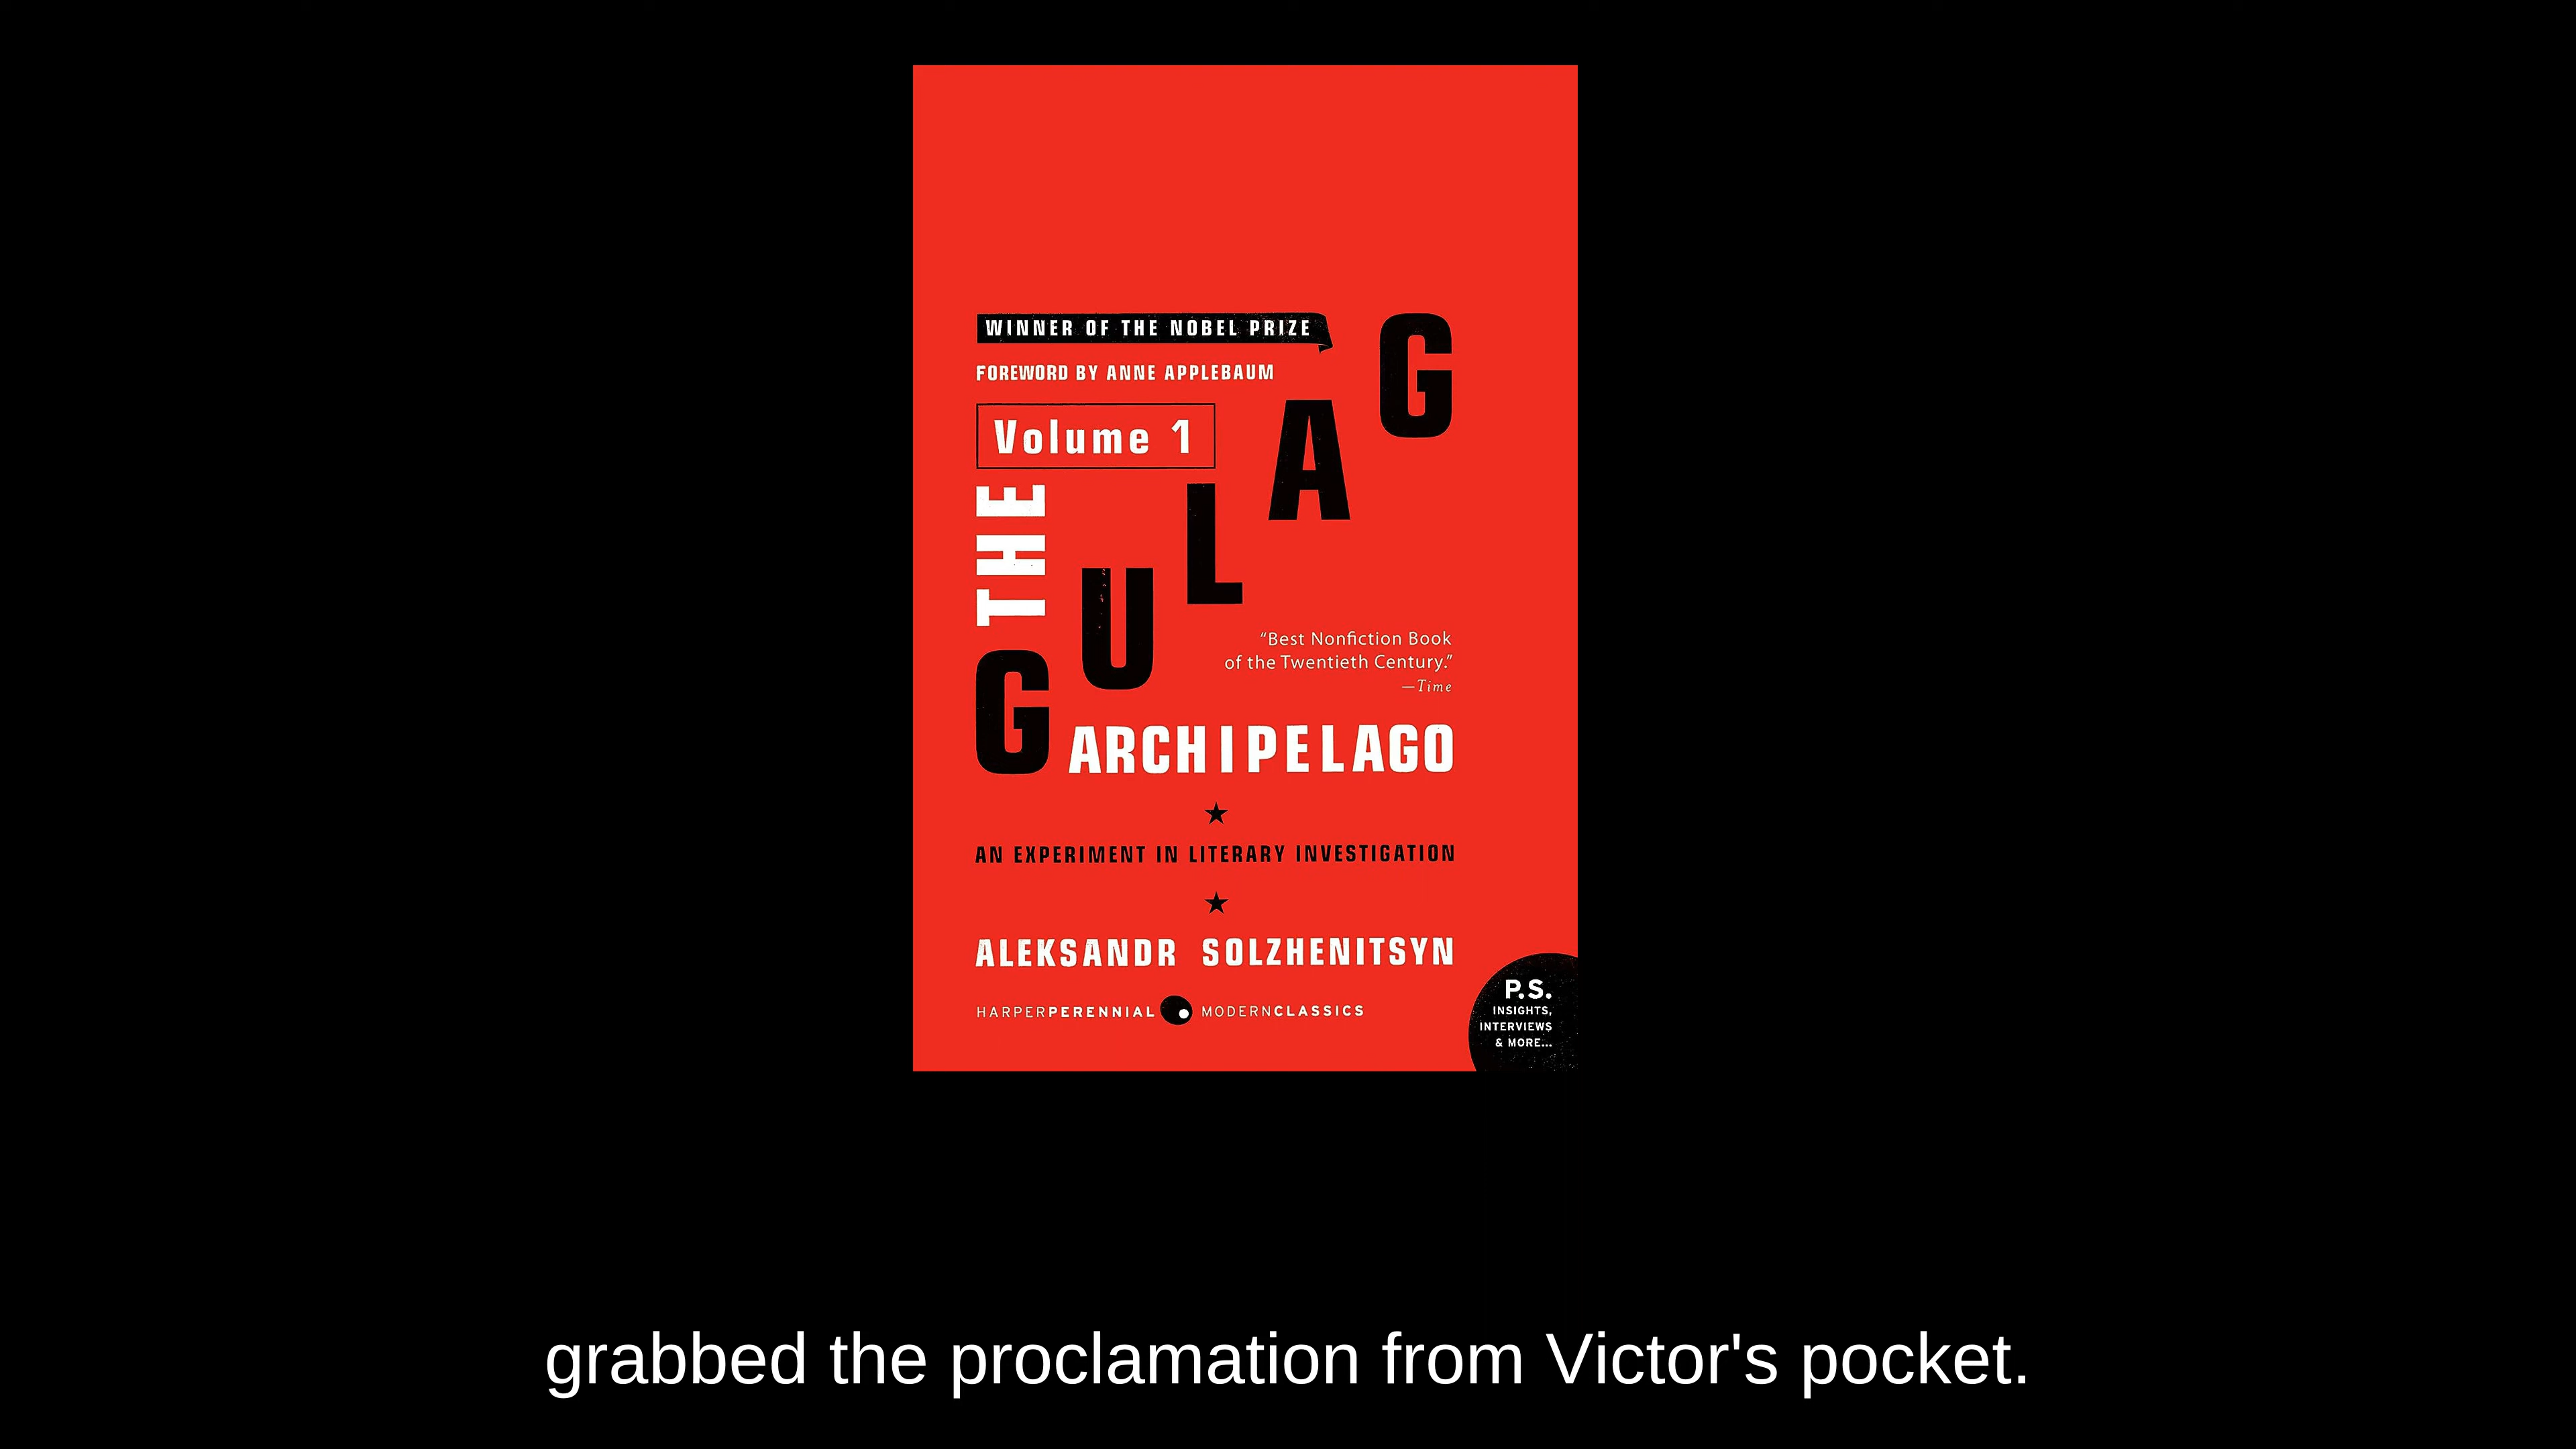 WINNER OF THE NOBEL PRIZE
FOREWORD BY ANNE APPLEBAUM
Volume 1
THE
GULAG
"Best Nonfiction Book
of the Twentieth Century."
—Time
ARCHIPELAGO
★
AN EXPERIMENT IN LITERARY INVESTIGATION
★
ALEKSANDR SOLZHENITSYN
HARPERPERENNIAL MODERNCLASSICS
P.S.
INSIGHTS,
INTERVIEWS
& MORE...
grabbed the proclamation from Victor's pocket.